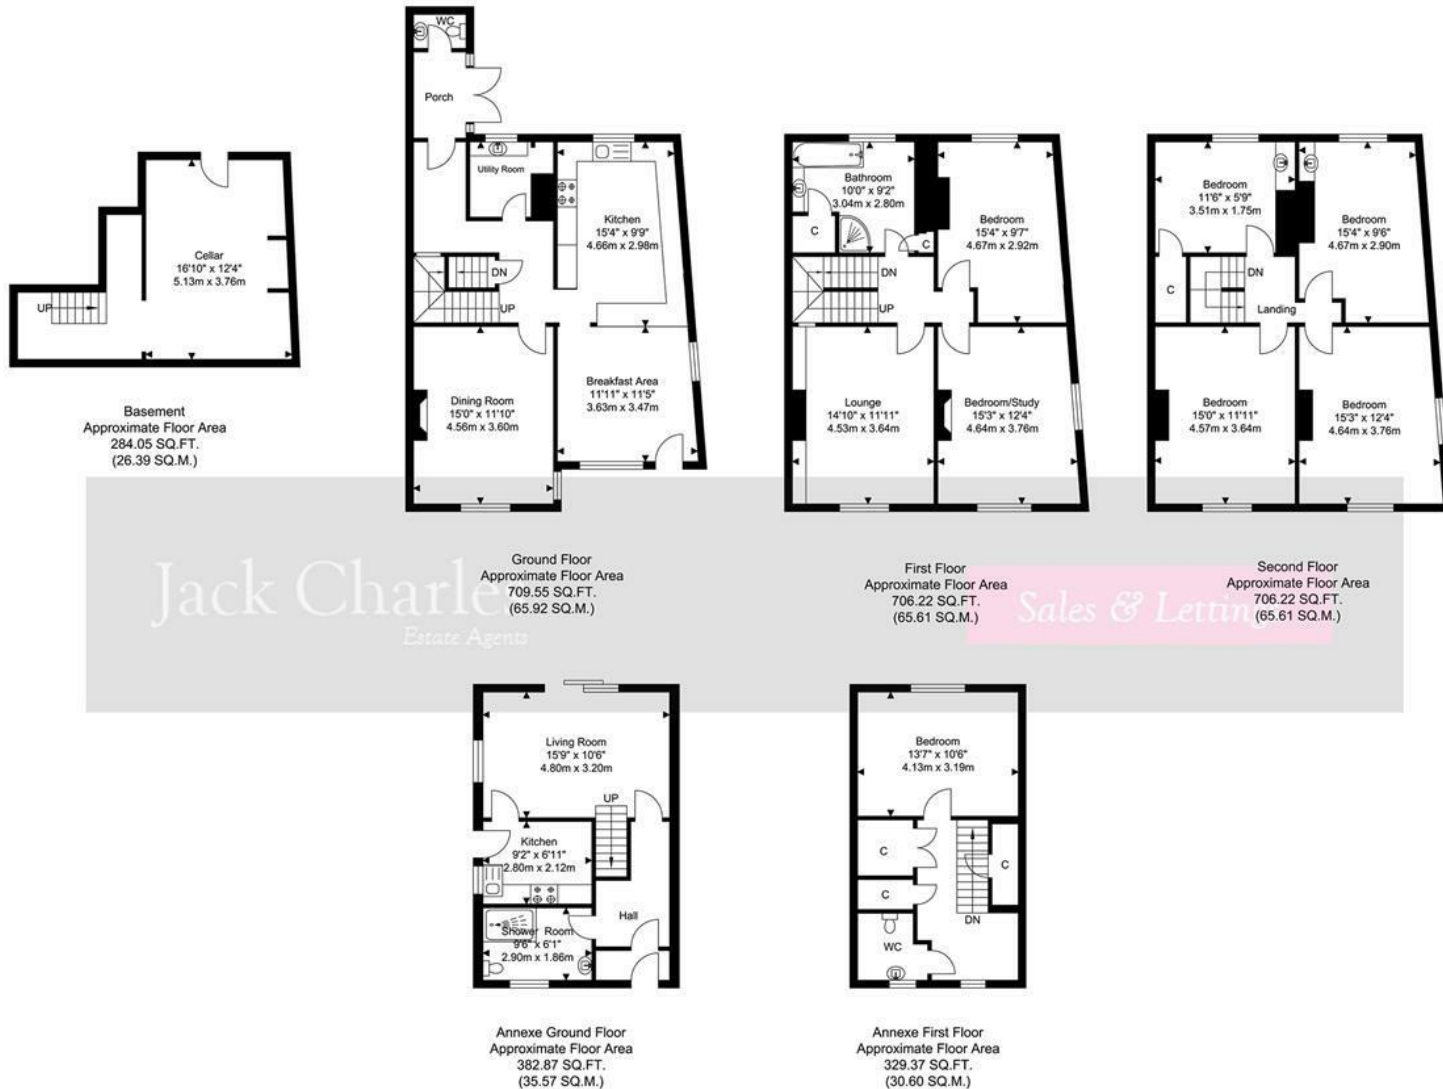 Cellar
16'10" x 12'4"
5.13m x 3.76m
UP
Basement
Approximate Floor Area
284.05 SQ.FT.
(26.39 SQ.M.)
WC
Porch
Utility Room
Kitchen
15'4" x 9'9"
4.66m x 2.98m
DN
UP
Dining Room
15'0" x 11'10"
4.56m x 3.60m
Breakfast Area
11'11" x 11'5"
3.63m x 3.47m
Ground Floor
Approximate Floor Area
709.55 SQ.FT.
(65.92 SQ.M.)
Bathroom
10'0" x 9'2"
3.04m x 2.80m
C
C
Bedroom
15'4" x 9'7"
4.67m x 2.92m
DN
UP
Lounge
14'10" x 11'11"
4.53m x 3.64m
Bedroom/Study
15'3" x 12'4"
4.64m x 3.76m
First Floor
Approximate Floor Area
706.22 SQ.FT.
(65.61 SQ.M.)
Bedroom
11'6" x 5'9"
3.51m x 1.75m
Bedroom
15'4" x 9'6"
4.67m x 2.90m
C
DN
Landing
Bedroom
15'0" x 11'11"
4.57m x 3.64m
Bedroom
15'3" x 12'4"
4.64m x 3.76m
Second Floor
Approximate Floor Area
706.22 SQ.FT.
(65.61 SQ.M.)
Jack Charles
Estate Agents
Sales & Lettings
Living Room
15'9" x 10'6"
4.80m x 3.20m
UP
Kitchen
9'2" x 6'11"
2.80m x 2.12m
Hall
Shower Room
9'6" x 6'1"
2.90m x 1.86m
Annexe Ground Floor
Approximate Floor Area
382.87 SQ.FT.
(35.57 SQ.M.)
Bedroom
13'7" x 10'6"
4.13m x 3.19m
C
C
C
DN
WC
Annexe First Floor
Approximate Floor Area
329.37 SQ.FT.
(30.60 SQ.M.)